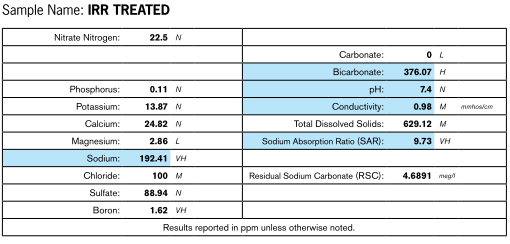 Sample Name: IRR TREATED
Nitrate Nitrogen: 22.5 N
Carbonate: 0 L
Bicarbonate: 376.07 H
Phosphorus: 0.11 N pH: 7.4 N
Potassium: 13.87 N Conductivity: 0.98 M mmhos/cm
Calcium: 24.82 N Total Dissolved Solids: 629.12 M
Magnesium: 2.86 L Sodium Absorption Ratio (SAR): 9.73 VH
Sodium: 192.41 VH
Chloride: 100 M Residual Sodium Carbonate (RSC): 4.6891 meg/l
Sulfate: 88.94 N
Boron: 1.62 VH
Results reported in ppm unless otherwise noted.